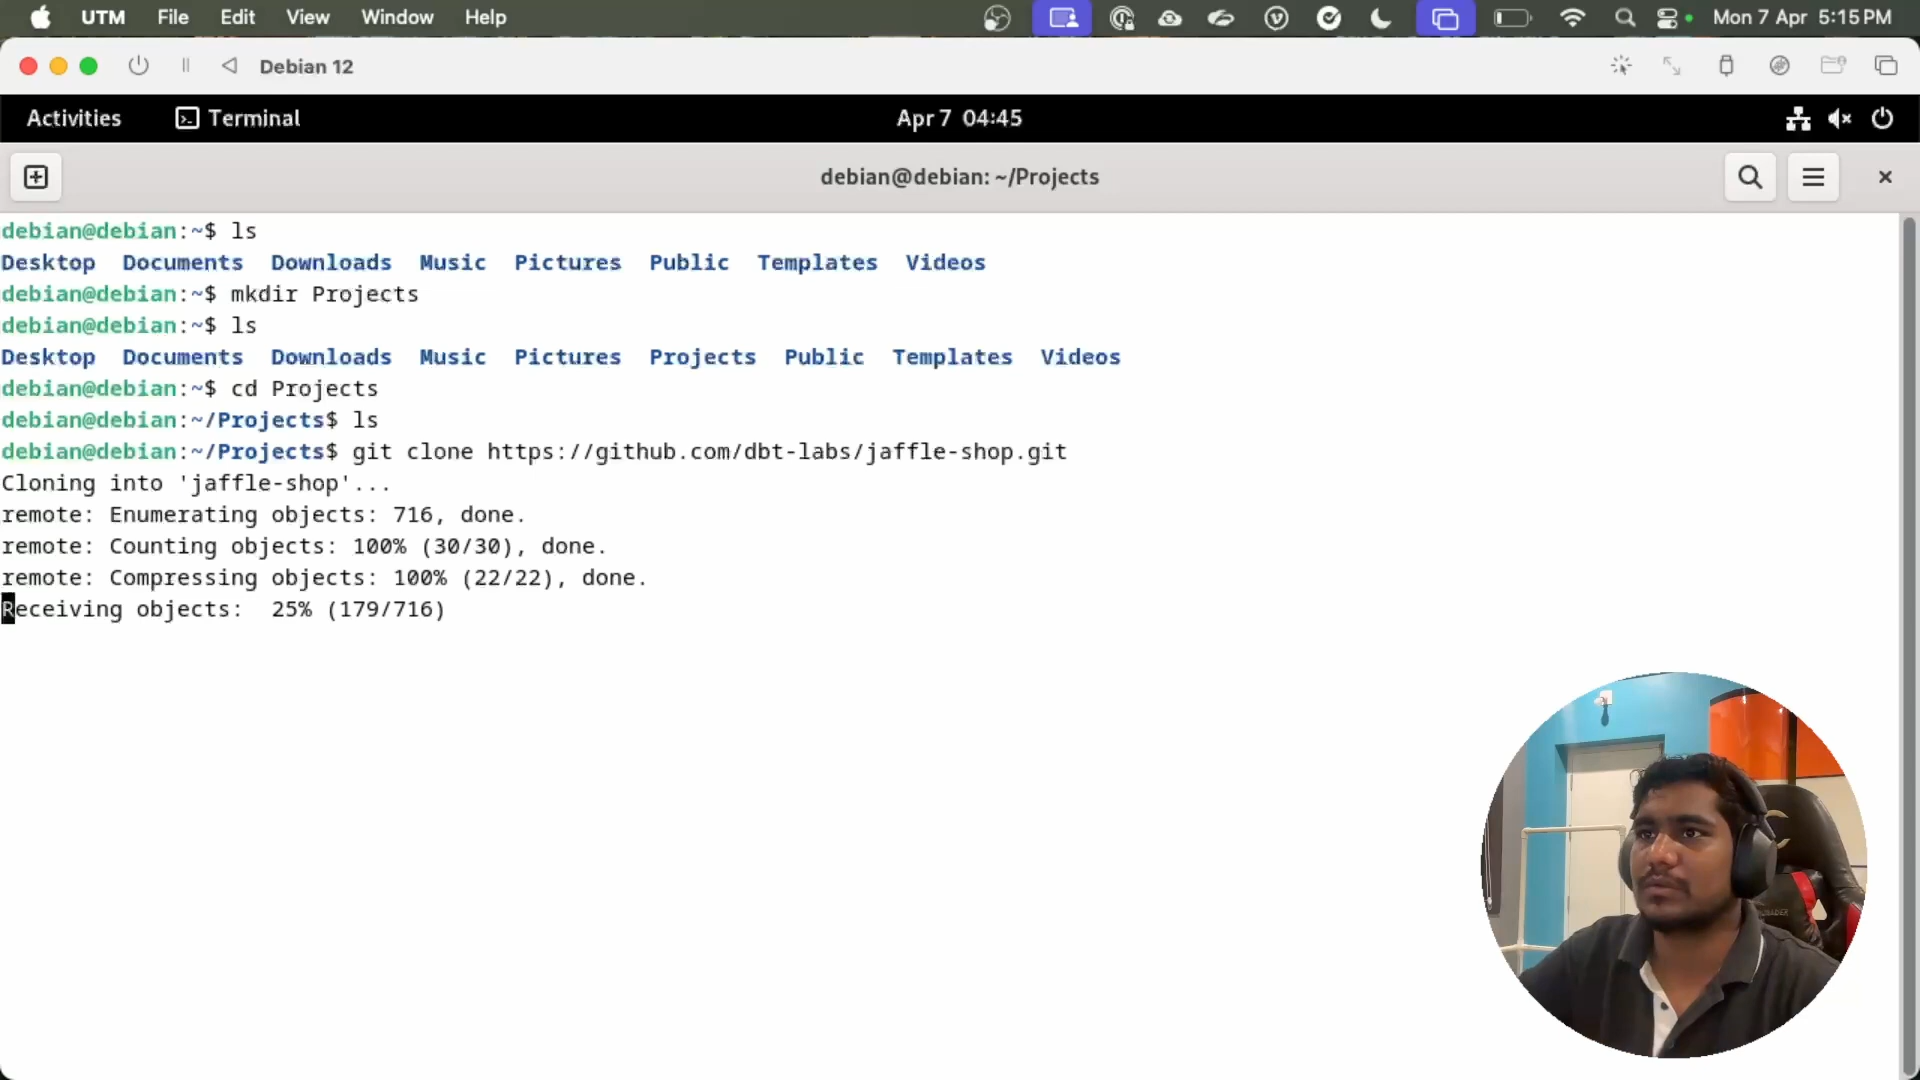 UTM File Edit View Window Help Mon 7 Apr 5:15 PM
Debian 12
Activities Terminal Apr 7 04:45
debian@debian: ~/Projects
debian@debian:~$ ls
Desktop Documents Downloads Music Pictures Public Templates Videos
debian@debian:~$ mkdir Projects
debian@debian:~$ ls
Desktop Documents Downloads Music Pictures Projects Public Templates Videos
debian@debian:~$ cd Projects
debian@debian:~/Projects$ ls
debian@debian:~/Projects$ git clone https://github.com/dbt-labs/jaffle-shop.git
Cloning into 'jaffle-shop'...
remote: Enumerating objects: 716, done.
remote: Counting objects: 100% (30/30), done.
remote: Compressing objects: 100% (22/22), done.
Receiving objects:  25% (179/716)